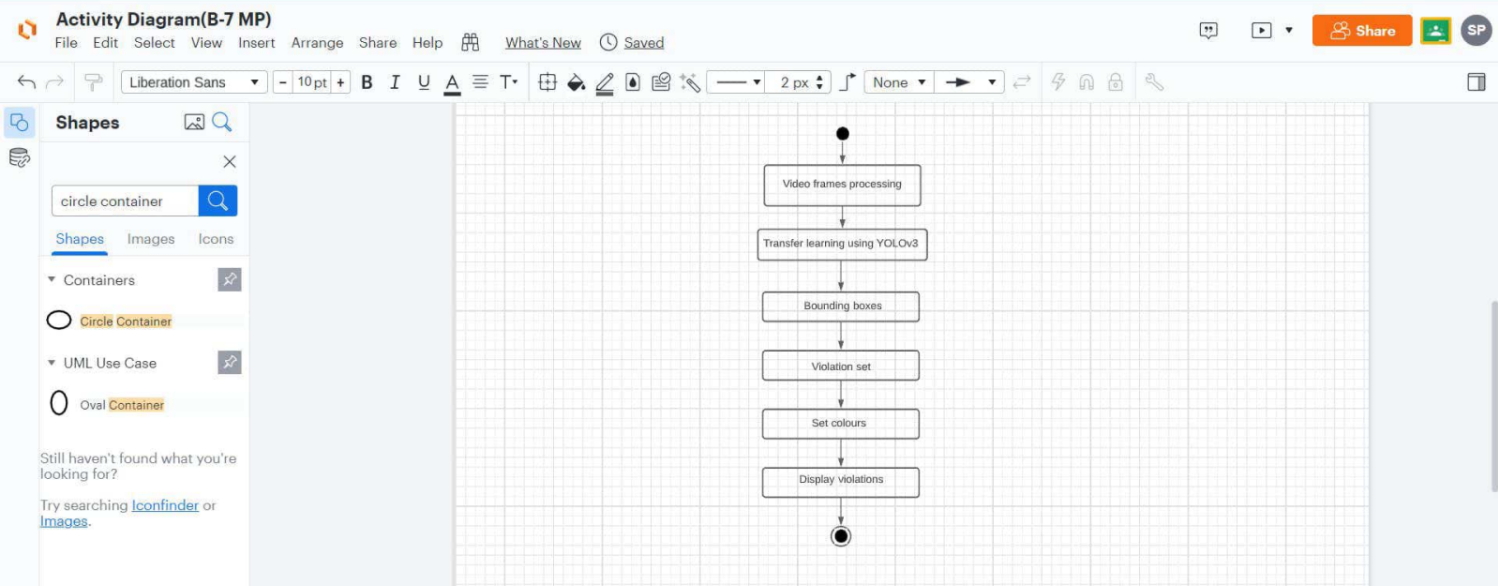 Activity Diagram(B-7 MP)
File Edit Select View Insert Arrange Share Help What's New Saved
Share
SP
Liberation Sans
− 10 pt +
B I U A T
2 px
None
Shapes
circle container
Shapes Images Icons
Containers
Circle Container
UML Use Case
Oval Container
Still haven't found what you're
looking for?
Try searching Iconfinder or
Images.
Video frames processing
Transfer learning using YOLOv3
Bounding boxes
Violation set
Set colours
Display violations